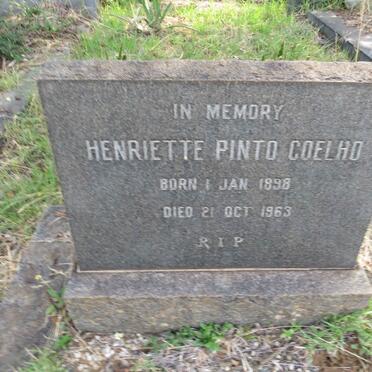 IN MEMORY
HENRIETTE PINTO COELHO
BORN 1 JAN 1898
DIED 21 OCT 1963
R I P